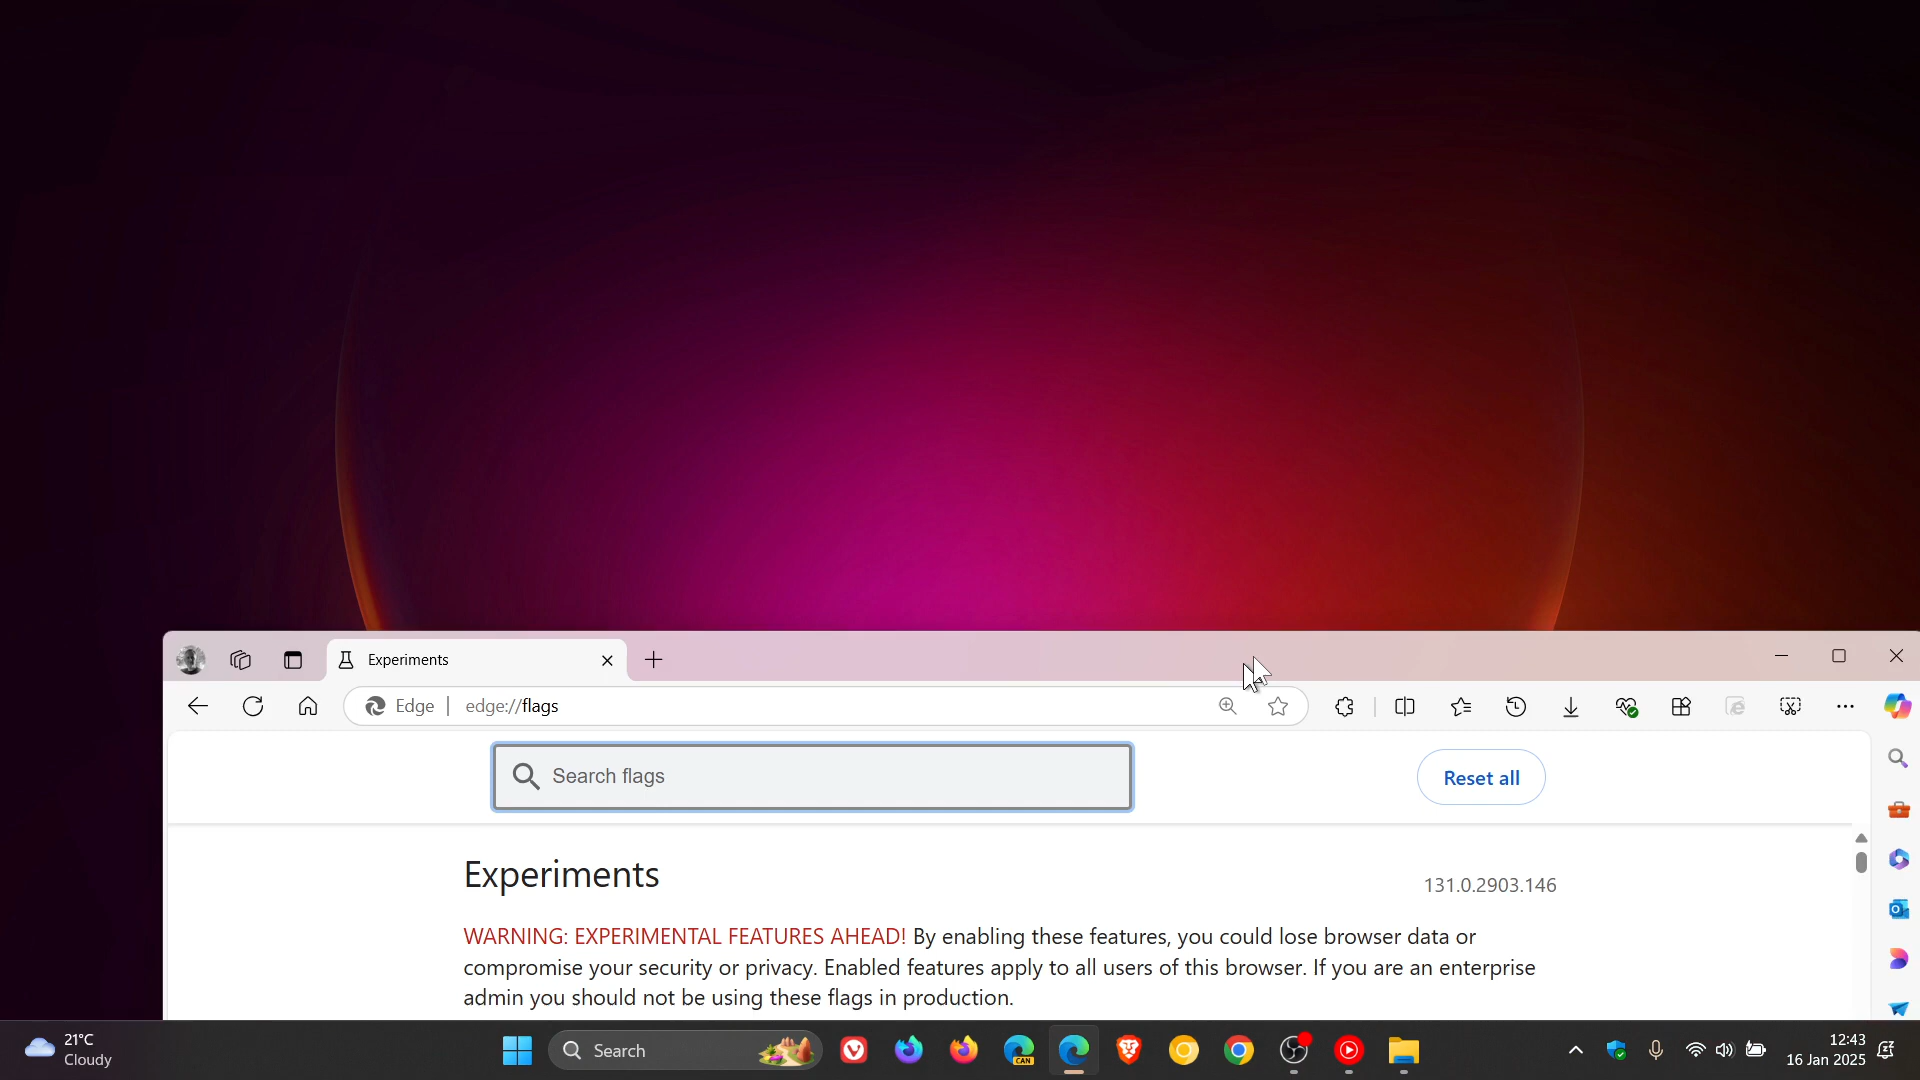 Experiments
Edge
edge://flags
Search flags
Reset all
Experiments
131.0.2903.146
WARNING: EXPERIMENTAL FEATURES AHEAD! By enabling these features, you could lose browser data or
compromise your security or privacy. Enabled features apply to all users of this browser. If you are an enterprise
admin you should not be using these flags in production.
21°C
Cloudy
Search
CAN
12:43
16 Jan 2025